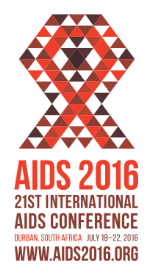 AIDS 2016
21ST INTERNATIONAL
AIDS CONFERENCE
DURBAN, SOUTH AFRICA JULY 18–22, 2016
WWW.AIDS2016.ORG